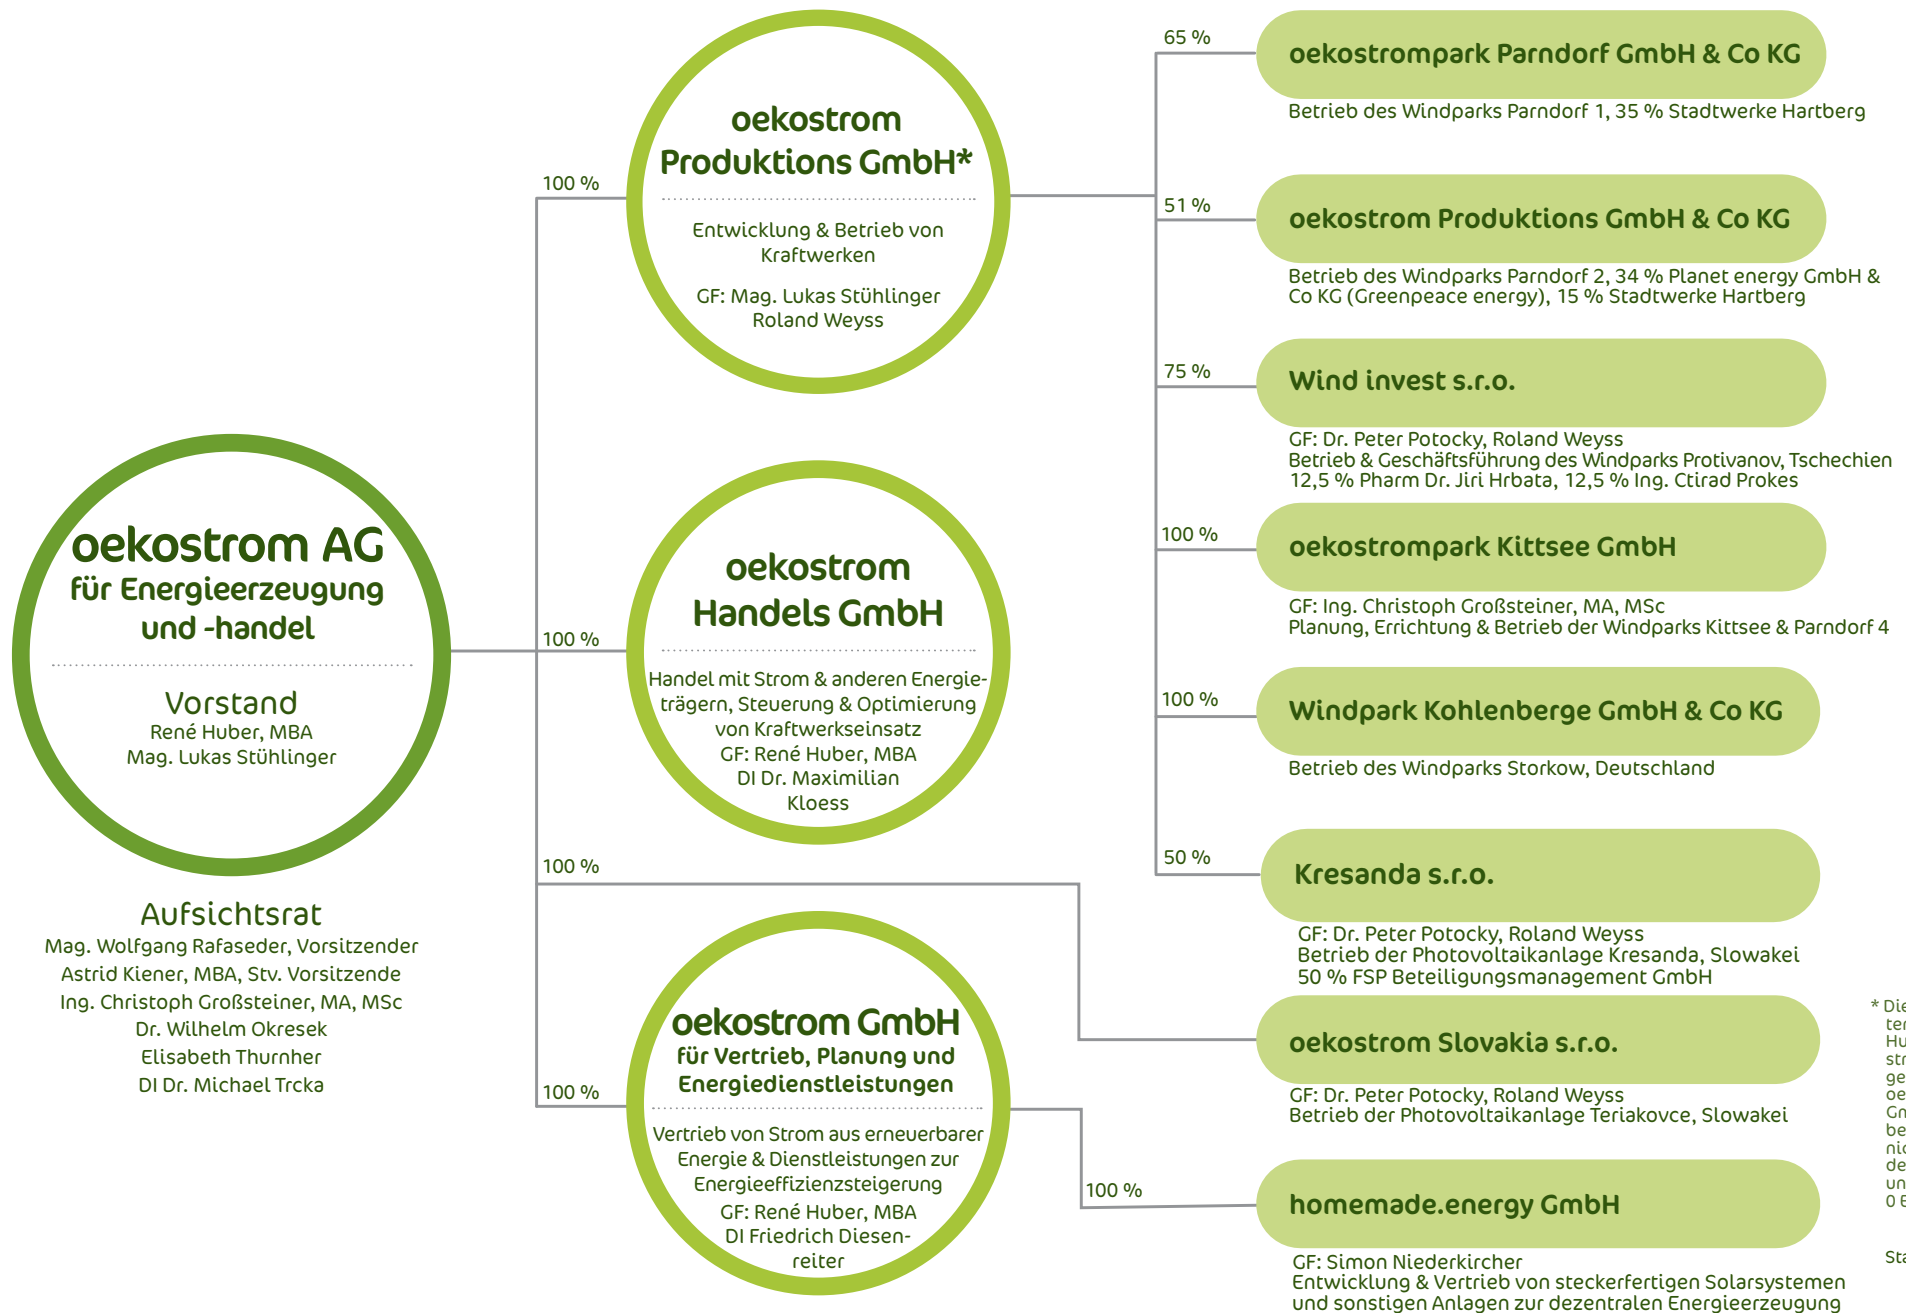 oekostrom AG
für Energieerzeugung
und -handel
Vorstand
René Huber, MBA
Mag. Lukas Stühlinger
Aufsichtsrat
Mag. Wolfgang Rafaseder, Vorsitzender
Astrid Kiener, MBA, Stv. Vorsitzende
Ing. Christoph Großsteiner, MA, MSc
Dr. Wilhelm Okresek
Elisabeth Thurnher
DI Dr. Michael Trcka
100 %
oekostrom
Produktions GmbH*
Entwicklung & Betrieb von
Kraftwerken
GF: Mag. Lukas Stühlinger
Roland Weyss
100 %
oekostrom
Handels GmbH
Handel mit Strom & anderen Energie-
trägern, Steuerung & Optimierung
von Kraftwerkseinsatz
GF: René Huber, MBA
DI Dr. Maximilian
Kloess
100 %
100 %
oekostrom GmbH
für Vertrieb, Planung und
Energiedienstleistungen
Vertrieb von Strom aus erneuerbarer
Energie & Dienstleistungen zur
Energieeffizienzsteigerung
GF: René Huber, MBA
DI Friedrich Diesen-
reiter
65 %
oekostrompark Parndorf GmbH & Co KG
Betrieb des Windparks Parndorf 1, 35 % Stadtwerke Hartberg
51 %
oekostrom Produktions GmbH & Co KG
Betrieb des Windparks Parndorf 2, 34 % Planet energy GmbH &
Co KG (Greenpeace energy), 15 % Stadtwerke Hartberg
75 %
Wind invest s.r.o.
GF: Dr. Peter Potocky, Roland Weyss
Betrieb & Geschäftsführung des Windparks Protivanov, Tschechien
12,5 % Pharm Dr. Jiri Hrbata, 12,5 % Ing. Ctirad Prokes
100 %
oekostrompark Kittsee GmbH
GF: Ing. Christoph Großsteiner, MA, MSc
Planung, Errichtung & Betrieb der Windparks Kittsee & Parndorf 4
100 %
Windpark Kohlenberge GmbH & Co KG
Betrieb des Windparks Storkow, Deutschland
50 %
Kresanda s.r.o.
GF: Dr. Peter Potocky, Roland Weyss
Betrieb der Photovoltaikanlage Kresanda, Slowakei
50 % FSP Beteiligungsmanagement GmbH
oekostrom Slovakia s.r.o.
GF: Dr. Peter Potocky, Roland Weyss
Betrieb der Photovoltaikanlage Teriakovce, Slowakei
100 %
homemade.energy GmbH
GF: Simon Niederkircher
Entwicklung & Vertrieb von steckerfertigen Solarsystemen
und sonstigen Anlagen zur dezentralen Energieerzeugung
* Die